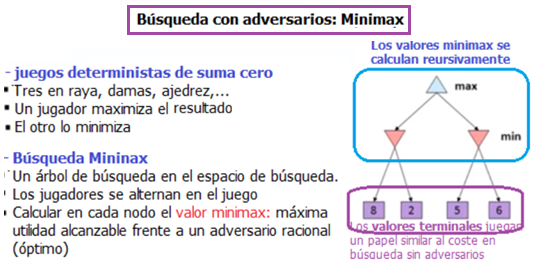 Búsqueda con adversarios: Minimax
- juegos deterministas de suma cero
▪ Tres en raya, damas, ajedrez,...
▪ Un jugador maximiza el resultado
▪ El otro lo minimiza
- Búsqueda Mininax
▪ Un árbol de búsqueda en el espacio de búsqueda.
▪ Los jugadores se alternan en el juego
▪ Calcular en cada nodo el valor minimax: máxima
utilidad alcanzable frente a un adversario racional
(óptimo)
Los valores minimax se
calculan reursivamente
max
min
8 2 5 6
Los valores terminales juegan
un papel similar al coste en
búsqueda sin adversarios